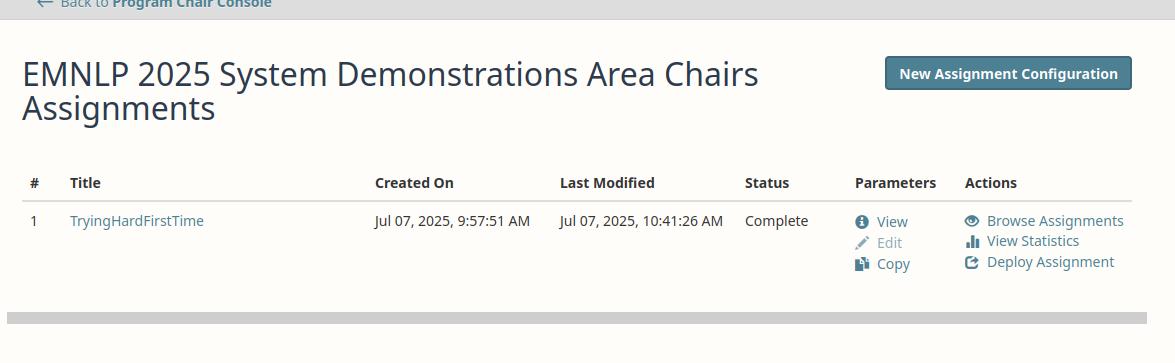 Back to Program Chair Console
EMNLP 2025 System Demonstrations Area Chairs
Assignments
New Assignment Configuration
# Title Created On Last Modified Status Parameters Actions
1 TryingHardFirstTime Jul 07, 2025, 9:57:51 AM Jul 07, 2025, 10:41:26 AM Complete View Browse Assignments
Edit View Statistics
Copy Deploy Assignment